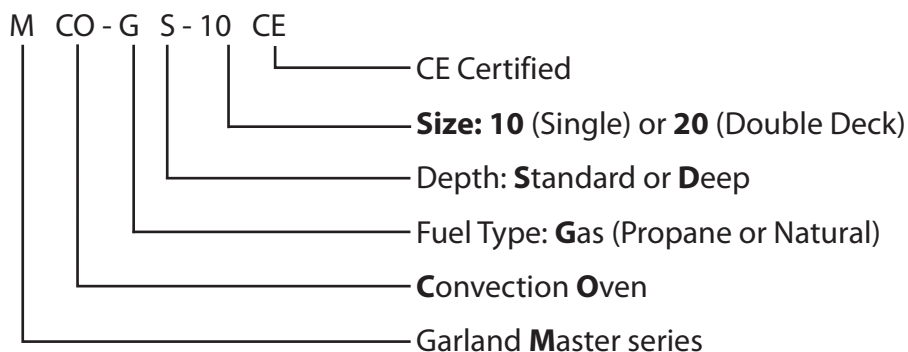 M CO - G S - 10 CE
CE Certified
Size: 10 (Single) or 20 (Double Deck)
Depth: Standard or Deep
Fuel Type: Gas (Propane or Natural)
Convection Oven
Garland Master series